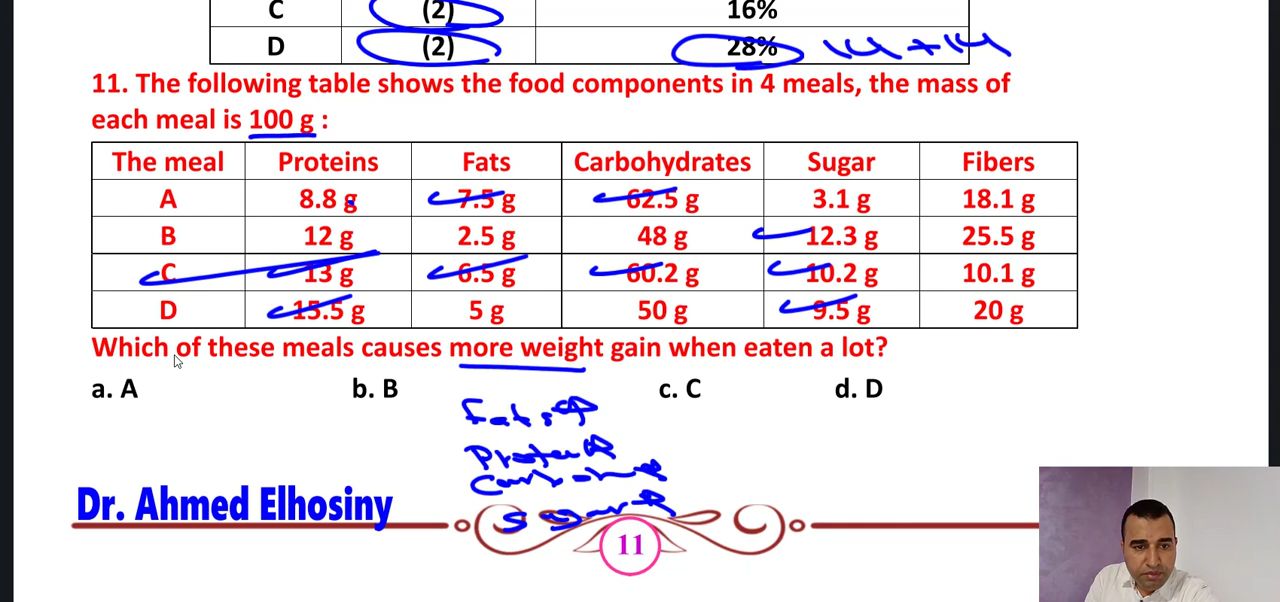 C (2) 16%
D (2) 28% 14 + 14
11. The following table shows the food components in 4 meals, the mass of
each meal is 100 g :
The meal Proteins Fats Carbohydrates Sugar Fibers
A 8.8 g 7.5 g 62.5 g 3.1 g 18.1 g
B 12 g 2.5 g 48 g 12.3 g 25.5 g
C 13 g 6.5 g 60.2 g 10.2 g 10.1 g
D 15.5 g 5 g 50 g 9.5 g 20 g
Which of these meals causes more weight gain when eaten a lot?
a. A b. B c. C d. D
Fats
Dr. Ahmed Elhosiny
11